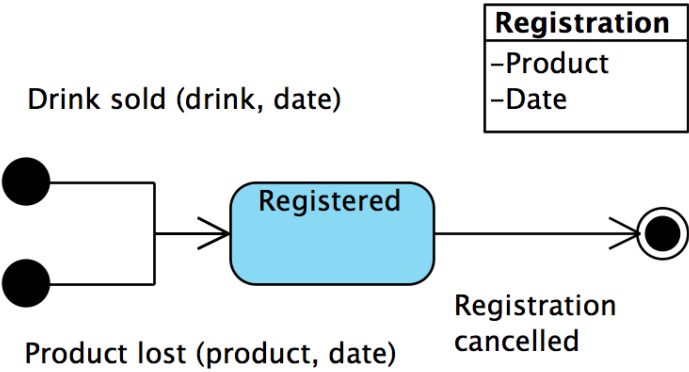 Registration
-Product
-Date
Drink sold (drink, date)
Registered
Registration
cancelled
Product lost (product, date)